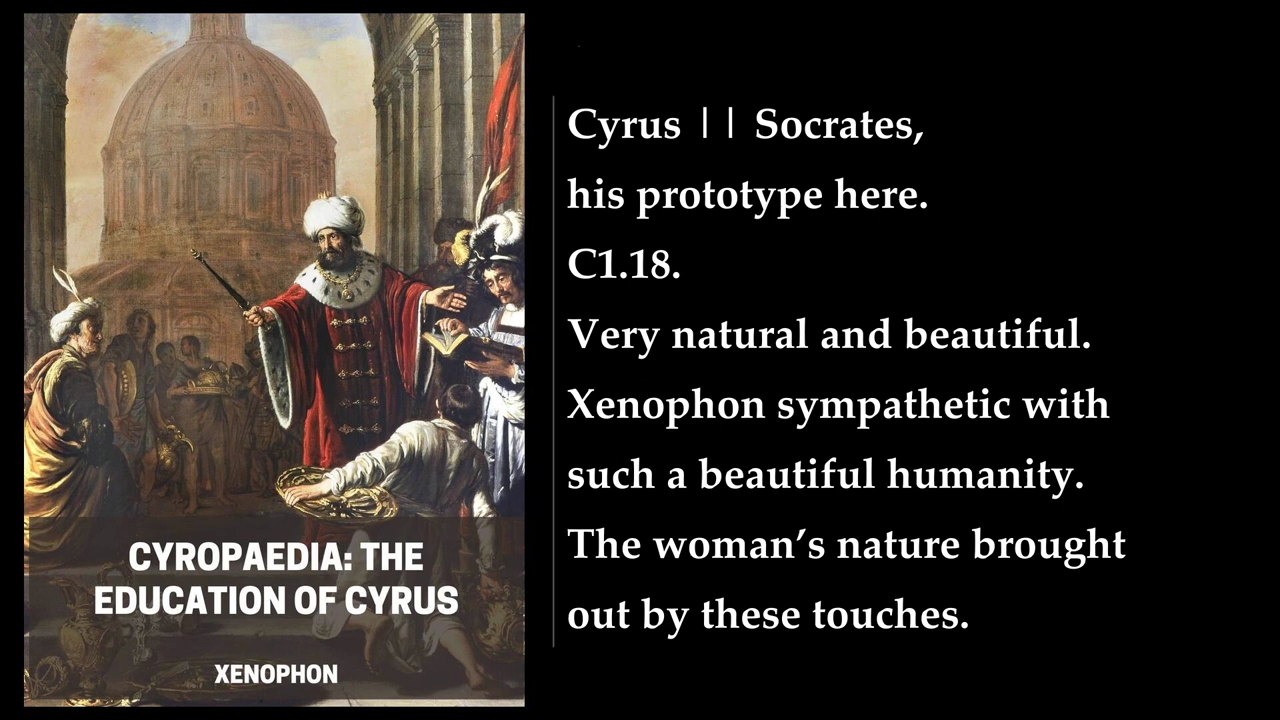 CYROPAEDIA: THE
EDUCATION OF CYRUS
XENOPHON
Cyrus || Socrates,
his prototype here.
C1.18.
Very natural and beautiful.
Xenophon sympathetic with
such a beautiful humanity.
The woman’s nature brought
out by these touches.